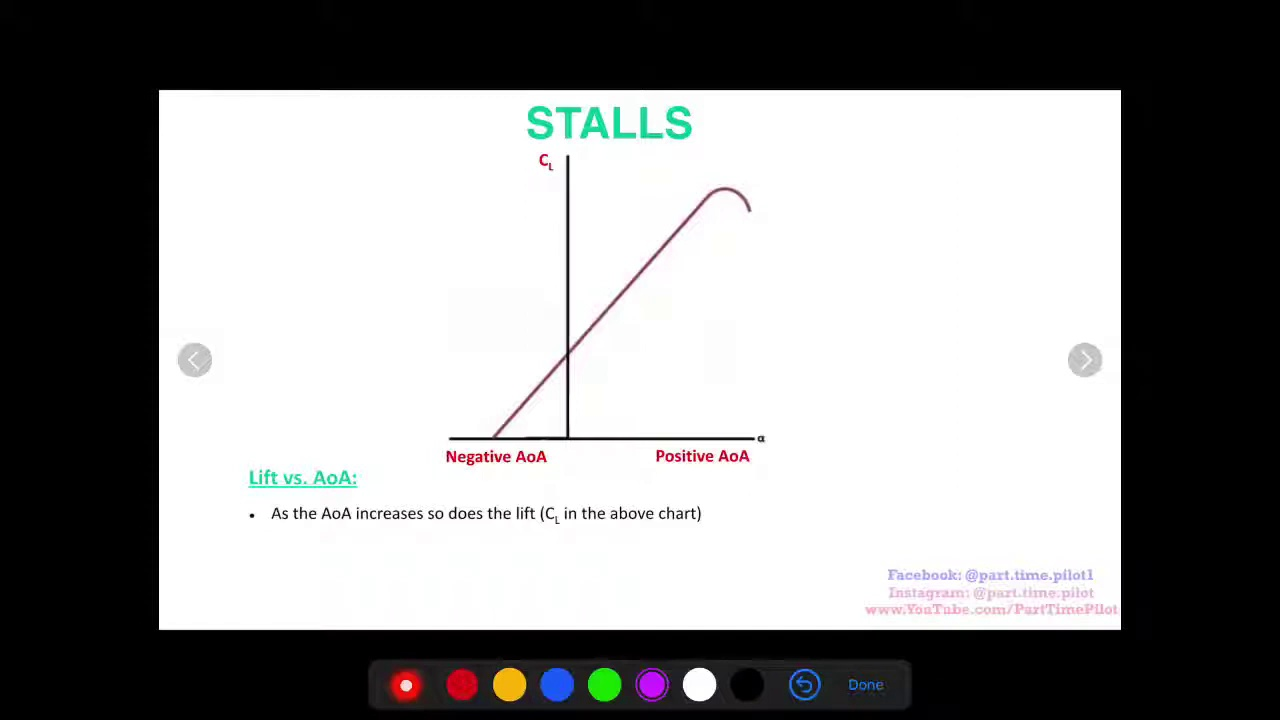 STALLS
CL
α
Negative AoA Positive AoA
Lift vs. AoA:
• As the AoA increases so does the lift (CL in the above chart)
Facebook: @part.time.pilot1
Instagram: @part.time.pilot
www.YouTube.com/PartTimePilot
Done